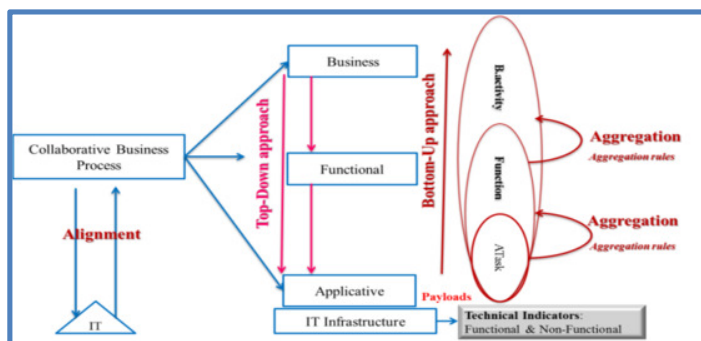 Business
Collaborative Business
Process
Functional
Applicative
IT Infrastructure
Alignment
IT
Top-Down approach
Bottom-Up approach
B.activity
Function
ATask
Aggregation
Aggregation rules
Aggregation
Aggregation rules
Payloads
Technical Indicators:
Functional & Non-Functional